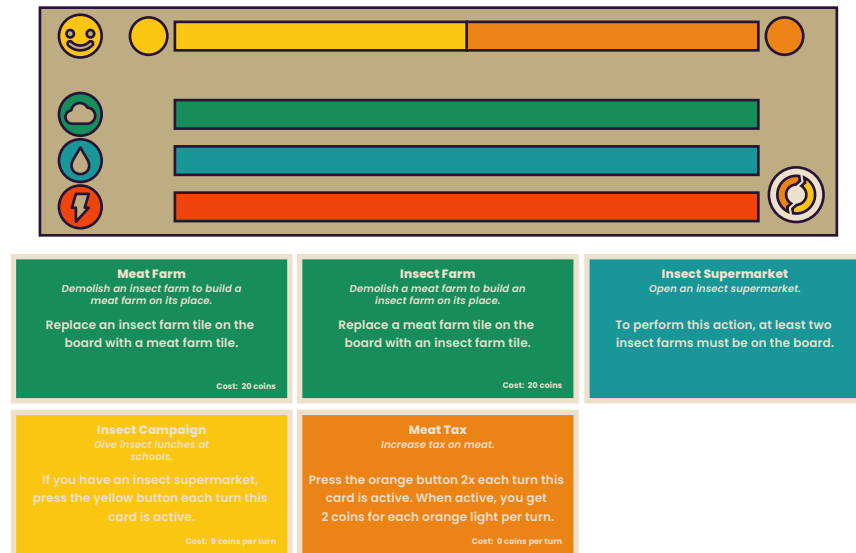 Meat Farm
Demolish an insect farm to build a
meat farm on its place.
Replace an insect farm tile on the
board with a meat farm tile.
Cost: 20 coins
Insect Farm
Demolish a meat farm to build an
insect farm on its place.
Replace a meat farm tile on the
board with an insect farm tile.
Cost: 20 coins
Insect Supermarket
Open an insect supermarket.
To perform this action, at least two
insect farms must be on the board.
Insect Campaign
Give insect lunches at
schools.
If you have an insect supermarket,
press the yellow button each turn this
card is active.
Cost: 5 coins per turn
Meat Tax
Increase tax on meat.
Press the orange button 2x each turn this
card is active. When active, you get
2 coins for each orange light per turn.
Cost: 0 coins per turn